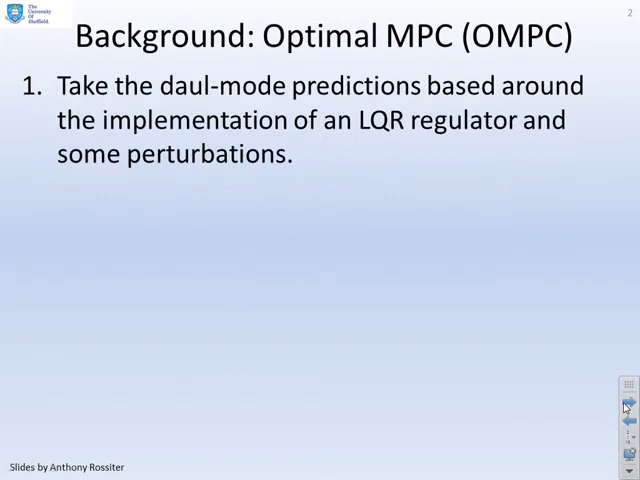 The
University
Of
Sheffield.
2
Background: Optimal MPC (OMPC)
1. Take the daul-mode predictions based around
the implementation of an LQR regulator and
some perturbations.
Slides by Anthony Rossiter